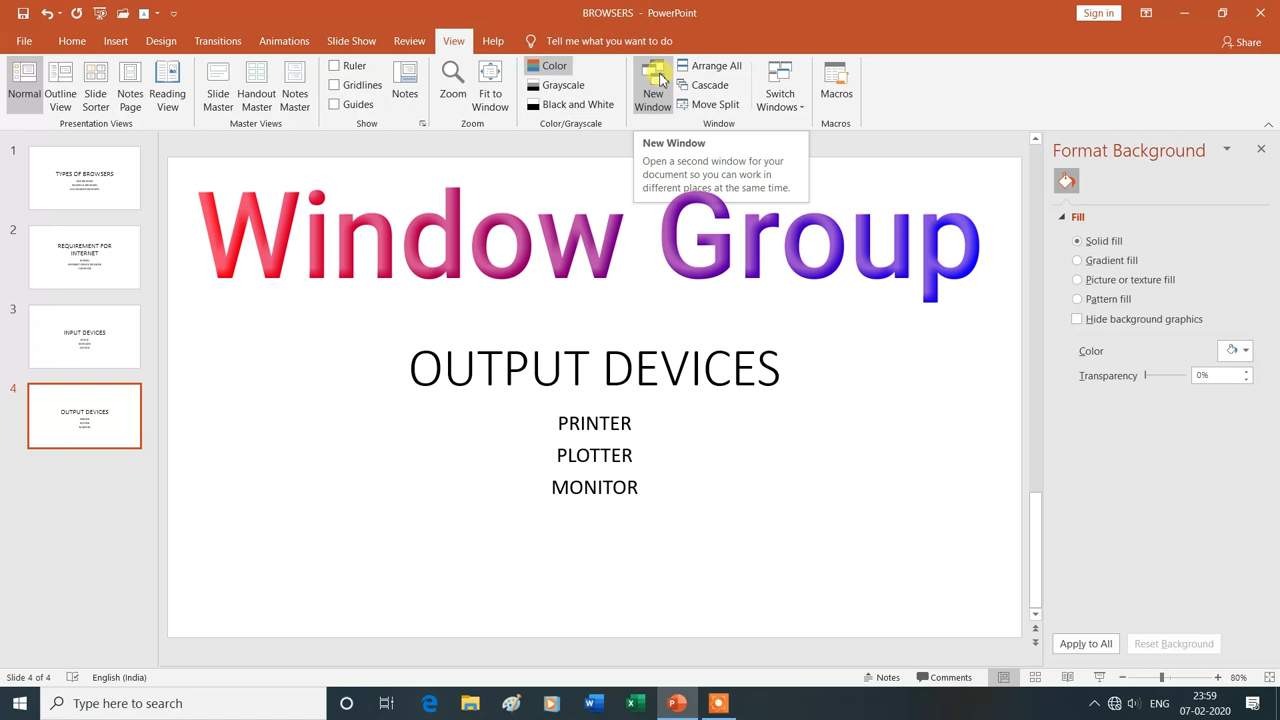 BROWSERS - PowerPoint
Sign in
File Home Insert Design Transitions Animations Slide Show Review View Help Tell me what you want to do
Share
Normal
Outline View
Slide Sorter
Notes Page
Reading View
Presentation Views
Slide Master
Handout Master
Notes Master
Master Views
Ruler
Gridlines
Guides
Show
Notes
Zoom
Fit to Window
Zoom
Color
Grayscale
Black and White
Color/Grayscale
New Window
Arrange All
Cascade
Move Split
Switch Windows
Window
Macros
Macros
New Window
Open a second window for your
document so you can work in
different places at the same time.
1
TYPES OF BROWSERS
2
REQUIREMENT FOR
INTERNET
3
INPUT DEVICES
4
OUTPUT DEVICES
Window Group
OUTPUT DEVICES
PRINTER
PLOTTER
MONITOR
Format Background
Fill
Solid fill
Gradient fill
Picture or texture fill
Pattern fill
Hide background graphics
Color
Transparency 0%
Apply to All Reset Background
Slide 4 of 4 English (India) Notes Comments 80%
Type here to search
ENG
23:59
07-02-2020